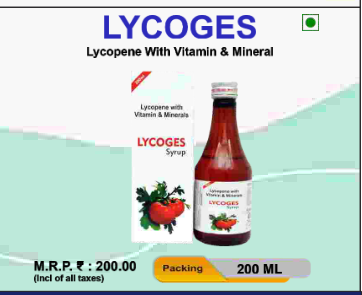 LYCOGES
Lycopene With Vitamin & Mineral
Lycopene with
Vitamin & Minerals
LYCOGES
Syrup
Lycopene with
Vitamin & Minerals
LYCOGES
Syrup
M.R.P. ₹ : 200.00
(Incl of all taxes)
Packing
200 ML